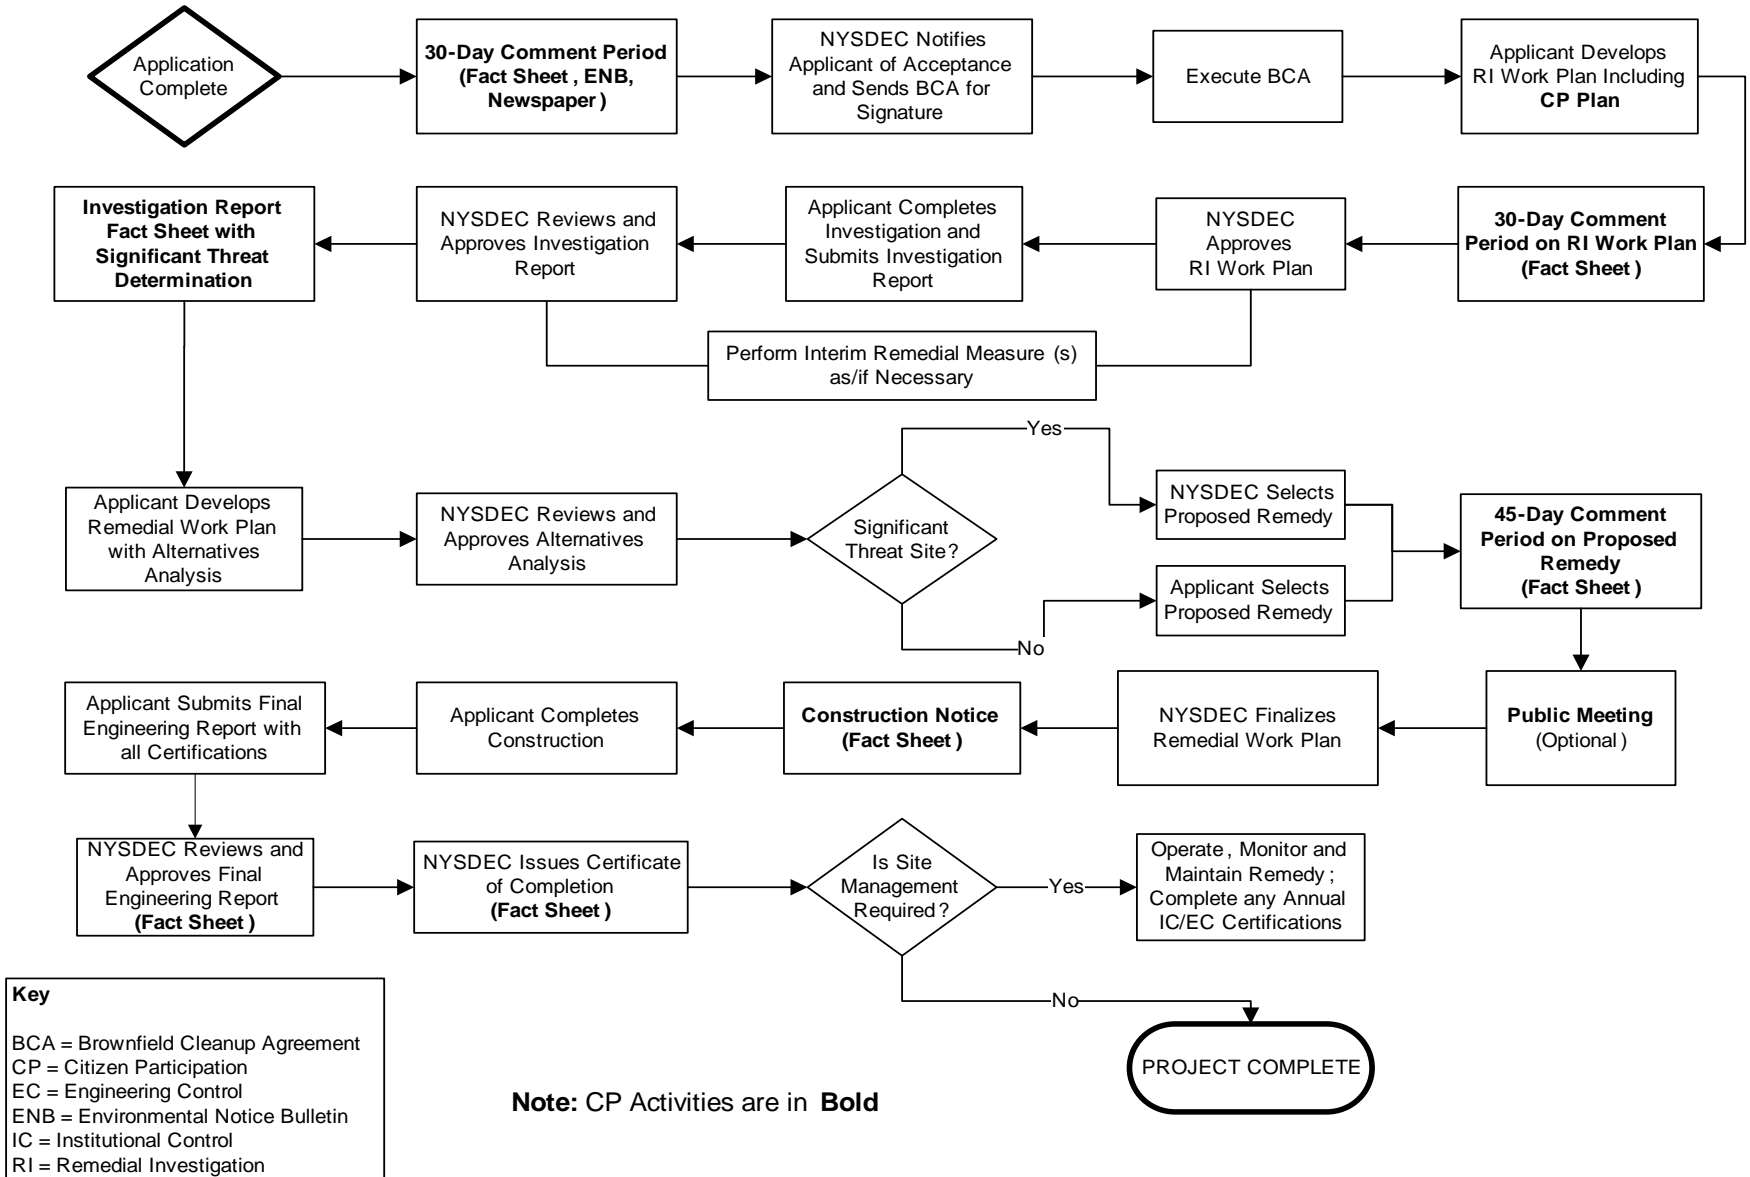 Application
Complete
30-Day Comment Period
(Fact Sheet , ENB,
Newspaper )
NYSDEC Notifies
Applicant of Acceptance
and Sends BCA for
Signature
Execute BCA
Applicant Develops
RI Work Plan Including
CP Plan
Investigation Report
Fact Sheet with
Significant Threat
Determination
NYSDEC Reviews and
Approves Investigation
Report
Applicant Completes
Investigation and
Submits Investigation
Report
NYSDEC
Approves
RI Work Plan
30-Day Comment
Period on RI Work Plan
(Fact Sheet )
Perform Interim Remedial Measure (s)
as/if Necessary
Applicant Develops
Remedial Work Plan
with Alternatives
Analysis
NYSDEC Reviews and
Approves Alternatives
Analysis
Significant
Threat Site ?
Yes
No
NYSDEC Selects
Proposed Remedy
Applicant Selects
Proposed Remedy
45-Day Comment
Period on Proposed
Remedy
(Fact Sheet )
Applicant Submits Final
Engineering Report with
all Certifications
Applicant Completes
Construction
Construction Notice
(Fact Sheet )
NYSDEC Finalizes
Remedial Work Plan
Public Meeting
(Optional )
NYSDEC Reviews and
Approves Final
Engineering Report
(Fact Sheet )
NYSDEC Issues Certificate
of Completion
(Fact Sheet )
Is Site
Management
Required ?
Yes
Operate , Monitor and
Maintain Remedy ;
Complete any Annual
IC/EC Certifications
No
PROJECT COMPLETE
Key
BCA = Brownfield Cleanup Agreement
CP = Citizen Participation
EC = Engineering Control
ENB = Environmental Notice Bulletin
IC = Institutional Control
RI = Remedial Investigation
Note: CP Activities are in Bold